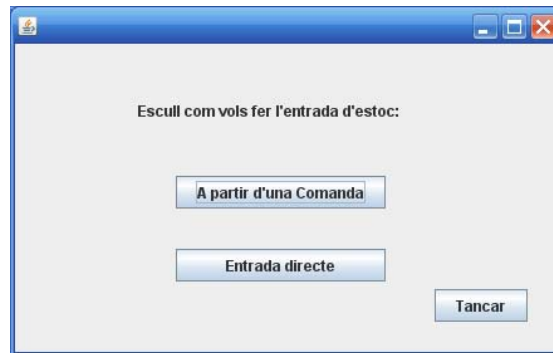 Escull com vols fer l'entrada d'estoc:
A partir d'una Comanda
Entrada directe
Tancar